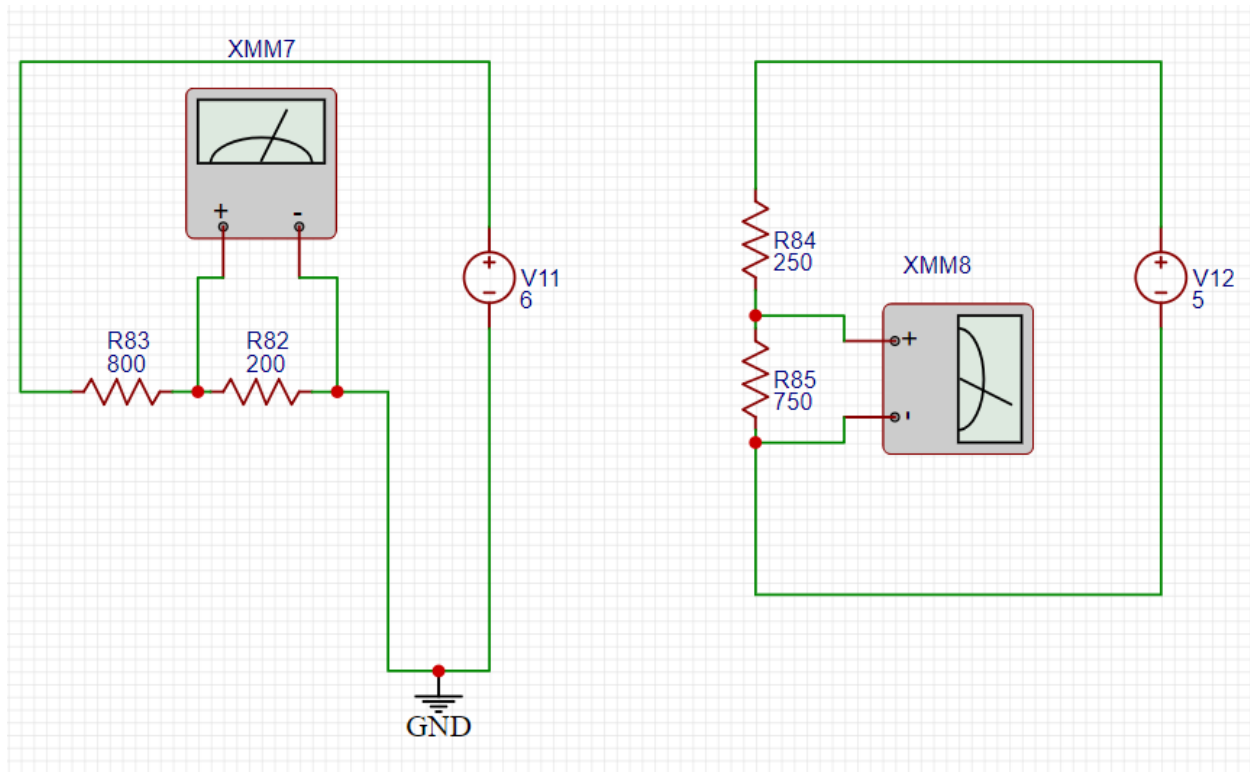 XMM7
+ -
R83
800
R82
200
+
-
V11
6
GND
R84
250
R85
750
XMM8
+
-
+
-
V12
5